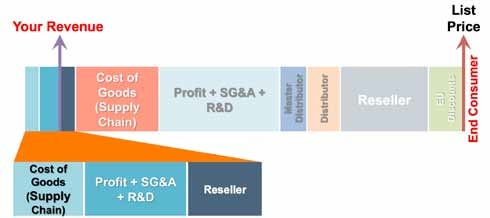 Your Revenue
List
Price
Cost of
Goods
(Supply
Chain)
Profit + SG&A +
R&D
Master
Distributor
Distributor
Reseller
EU
Discounts
End Consumer
Cost of
Goods
(Supply
Chain)
Profit + SG&A
+ R&D
Reseller